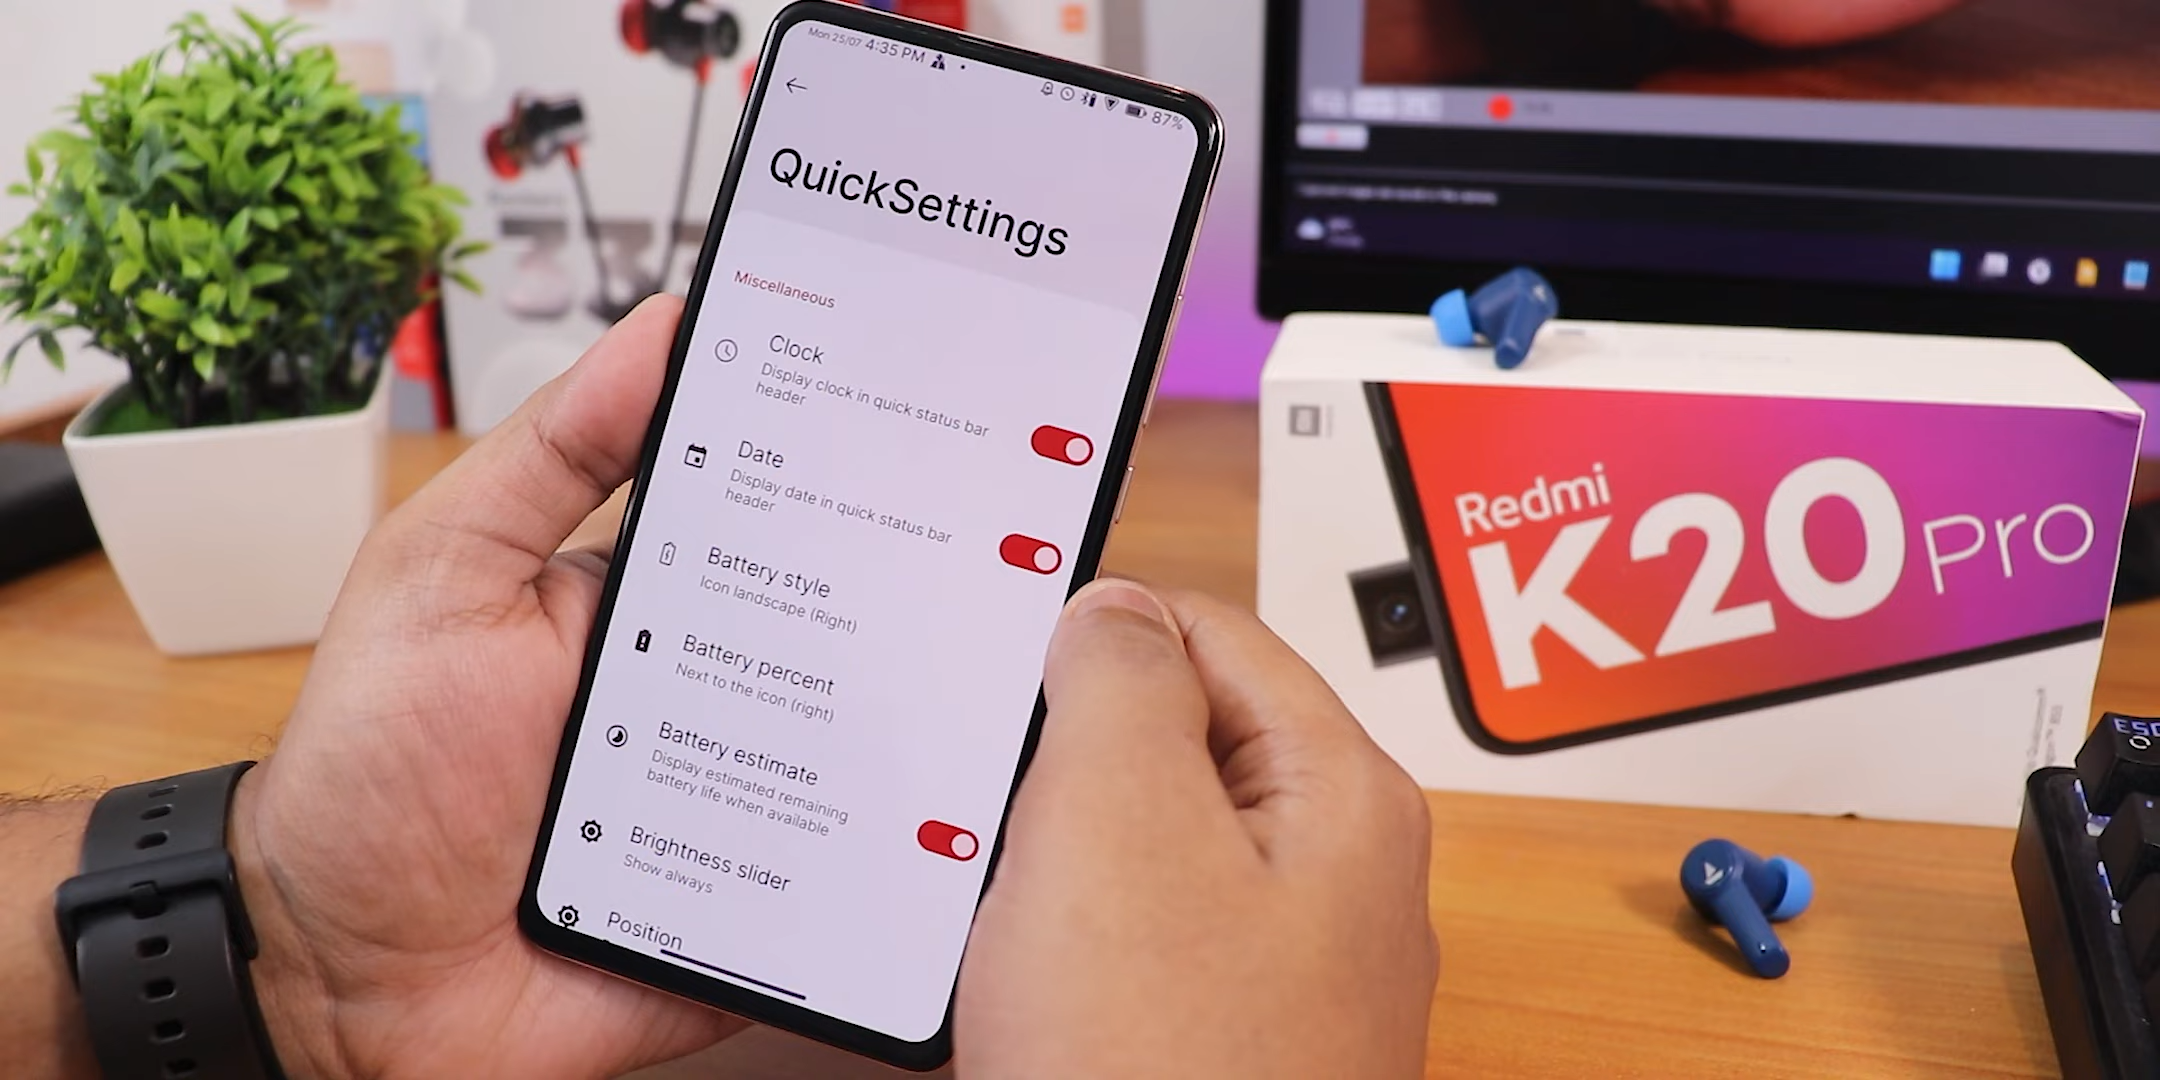 Mon 25/07 4:35 PM
87%
QuickSettings
Miscellaneous
Clock
Display clock in quick status bar
header
Date
Display date in quick status bar
header
Battery style
Icon landscape (Right)
Battery percent
Next to the icon (right)
Battery estimate
Display estimated remaining
battery life when available
Brightness slider
Show always
Position
Redmi
K20 Pro
ESC